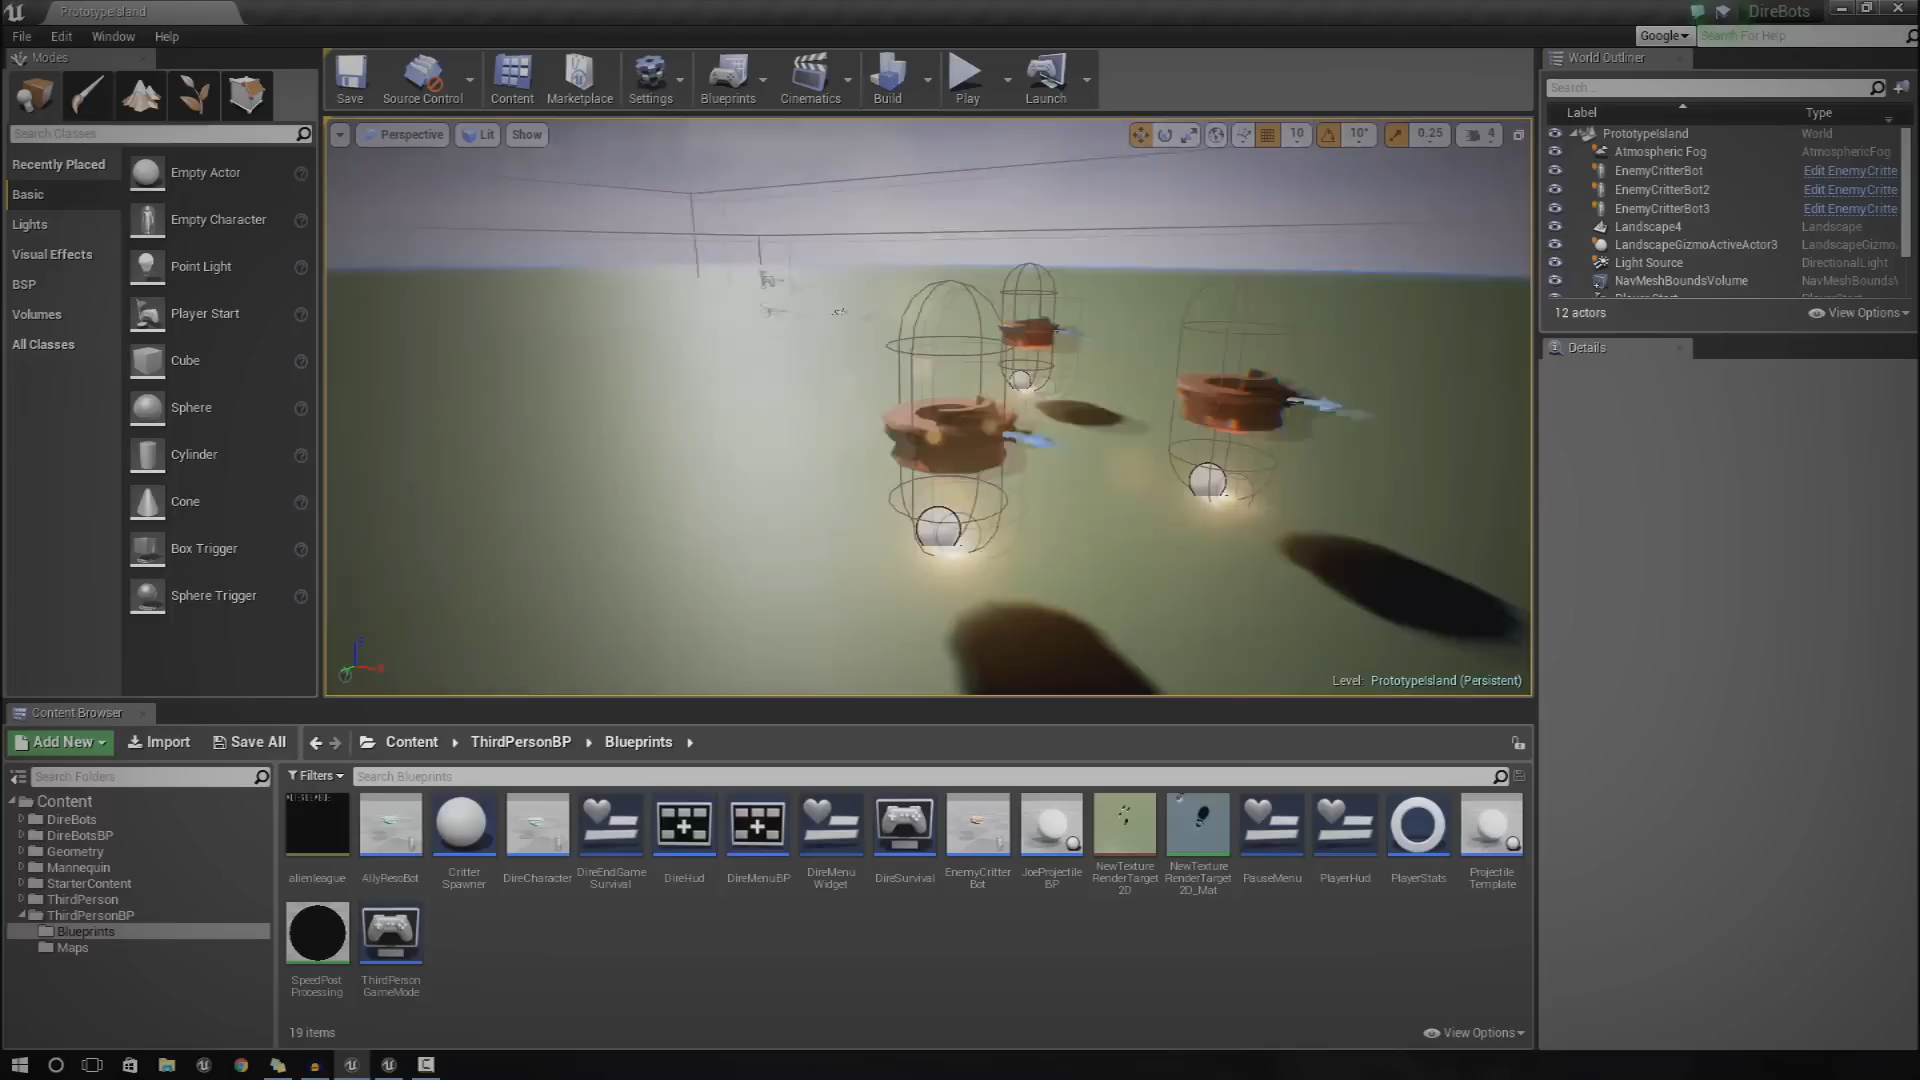 PrototypeIsland
DireBots
File Edit Window Help
Google
Search For Help
Modes
Search Classes
Recently Placed
Basic
Lights
Visual Effects
BSP
Volumes
All Classes
Empty Actor
Empty Character
Point Light
Player Start
Cube
Sphere
Cylinder
Cone
Box Trigger
Sphere Trigger
Save
Source Control
Content
Marketplace
Settings
Blueprints
Cinematics
Build
Play
Launch
Perspective
Lit
Show
10
10°
0.25
4
Level: PrototypeIsland (Persistent)
World Outliner
Search...
Label Type
PrototypeIsland World
Atmospheric Fog AtmosphericFog
EnemyCritterBot Edit EnemyCritte
EnemyCritterBot2 Edit EnemyCritte
EnemyCritterBot3 Edit EnemyCritte
Landscape4 Landscape
LandscapeGizmoActiveActor3 LandscapeGizmo
Light Source DirectionalLight
NavMeshBoundsVolume NavMeshBoundsV
12 actors
View Options
Details
Content Browser
Add New
Import
Save All
Content
ThirdPersonBP
Blueprints
Search Folders
Filters
Search Blueprints
Content
DireBots
DireBotsBP
Geometry
Mannequin
StarterContent
ThirdPerson
ThirdPersonBP
Blueprints
Maps
alienleague
AllyResoBot
Critter
Spawner
DireCharacter
DireEndGame
Survival
DireHud
DireMenuBP
DireMenu
Widget
DireSurvival
EnemyCritter
Bot
JoeProjectile
BP
NewTexture
RenderTarget
2D
NewTexture
RenderTarget
2D_Mat
PauseMenu
PlayerHud
PlayerStats
Projectile
Template
SpeedPost
Processing
ThirdPerson
GameMode
19 items
View Options